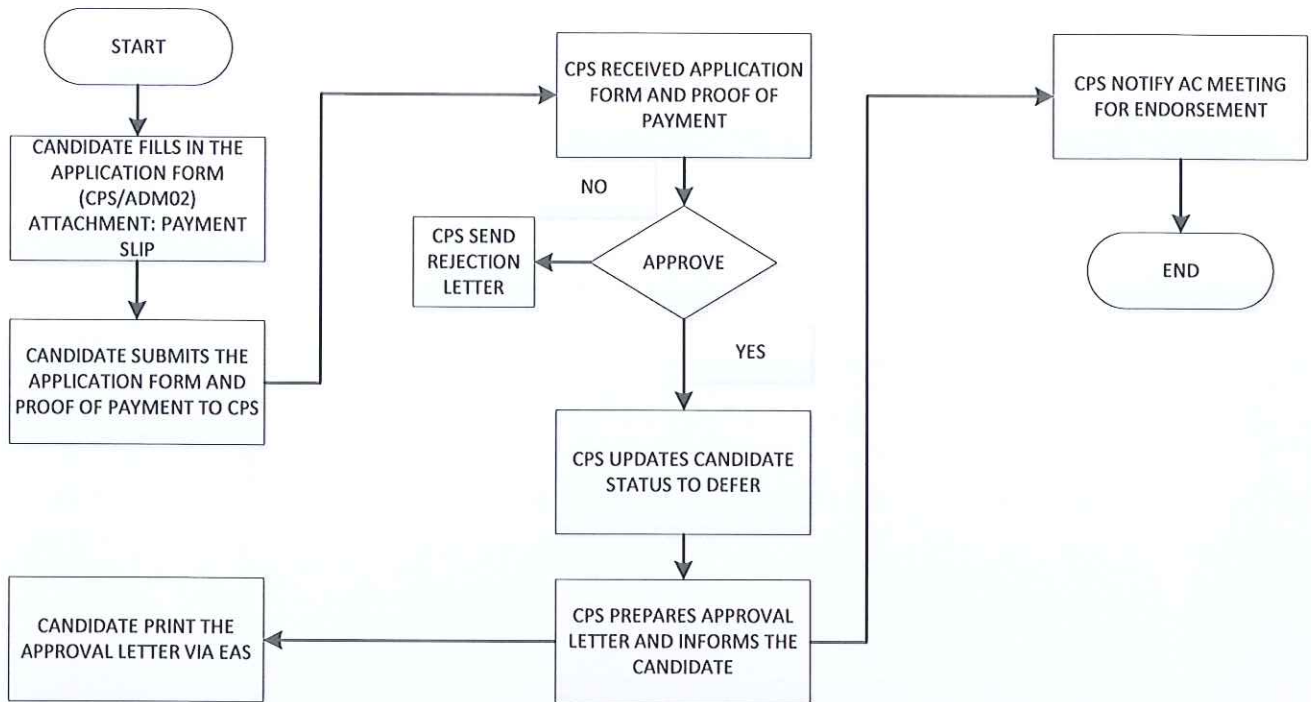 START
CANDIDATE FILLS IN THE
APPLICATION FORM
(CPS/ADM02)
ATTACHMENT: PAYMENT
SLIP
CANDIDATE SUBMITS THE
APPLICATION FORM AND
PROOF OF PAYMENT TO CPS
CPS RECEIVED APPLICATION
FORM AND PROOF OF
PAYMENT
NO
APPROVE
CPS SEND
REJECTION
LETTER
YES
CPS UPDATES CANDIDATE
STATUS TO DEFER
CPS PREPARES APPROVAL
LETTER AND INFORMS THE
CANDIDATE
CANDIDATE PRINT THE
APPROVAL LETTER VIA EAS
CPS NOTIFY AC MEETING
FOR ENDORSEMENT
END